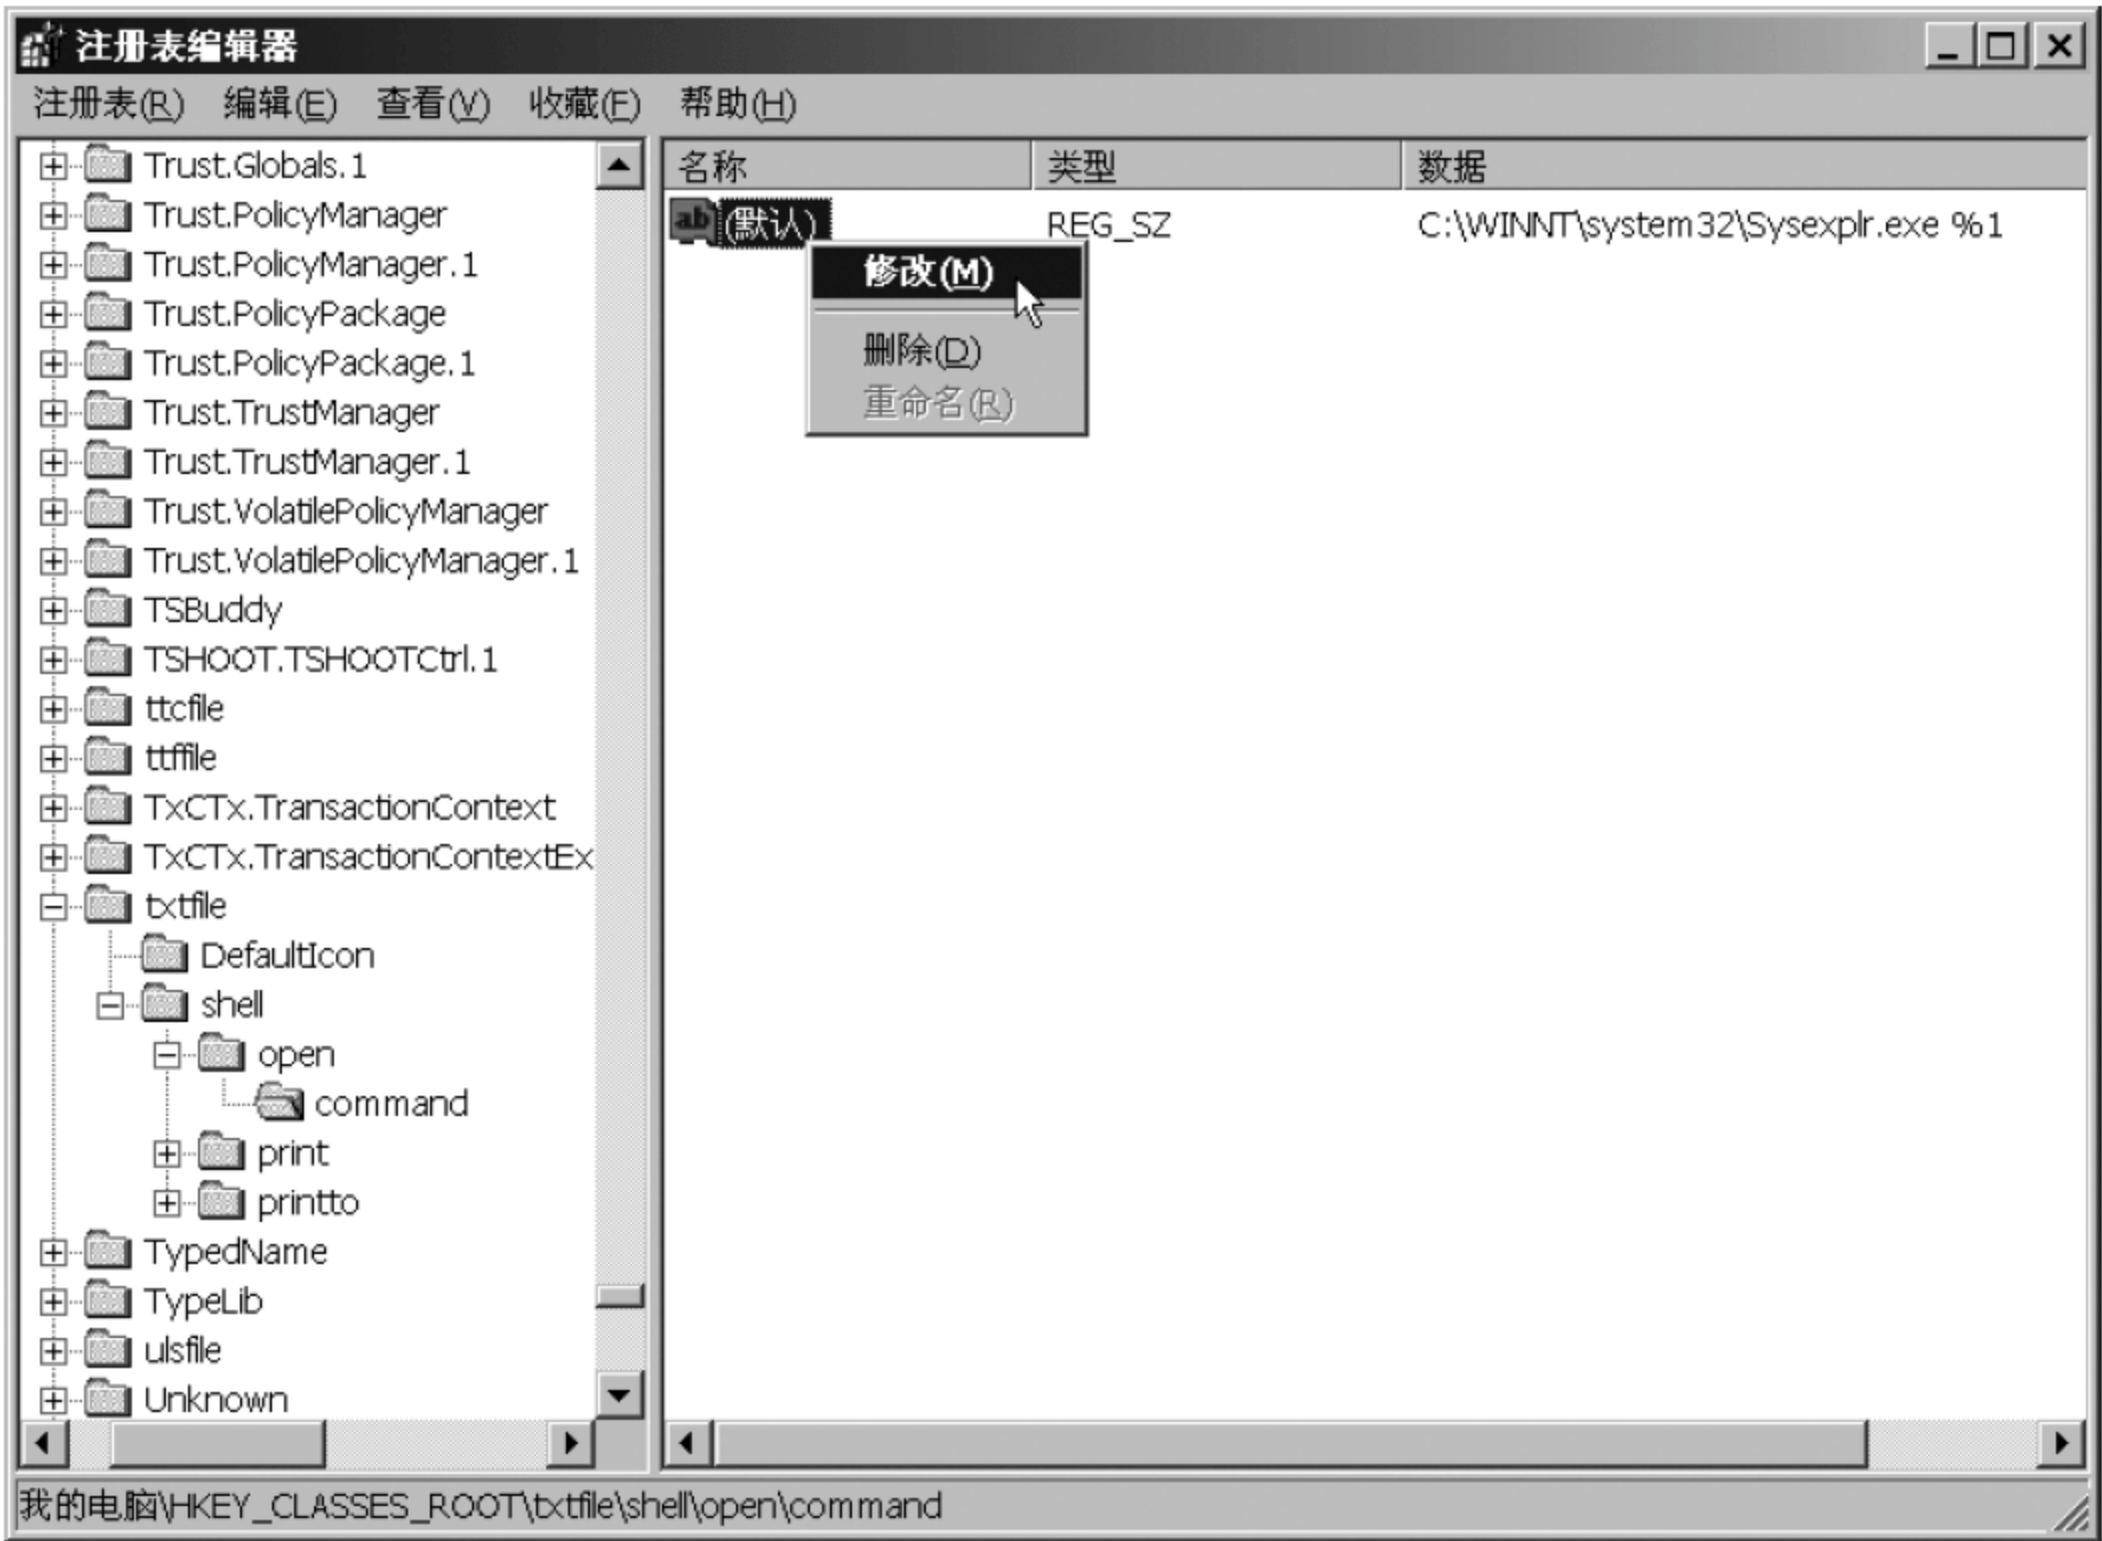 注册表编辑器
注册表(R) 编辑(E) 查看(V) 收藏(F) 帮助(H)
Trust.Globals.1
Trust.PolicyManager
Trust.PolicyManager.1
Trust.PolicyPackage
Trust.PolicyPackage.1
Trust.TrustManager
Trust.TrustManager.1
Trust.VolatilePolicyManager
Trust.VolatilePolicyManager.1
TSBuddy
TSHOOT.TSHOOTCtrl.1
ttcfile
ttffile
TxCTx.TransactionContext
TxCTx.TransactionContextEx
txtfile
DefaultIcon
shell
open
command
print
printto
TypedName
TypeLib
ulsfile
Unknown
名称 类型 数据
ab (默认) REG_SZ C:\WINNT\system32\Sysexplr.exe %1
修改(M)
删除(D)
重命名(R)
我的电脑\HKEY_CLASSES_ROOT\txtfile\shell\open\command